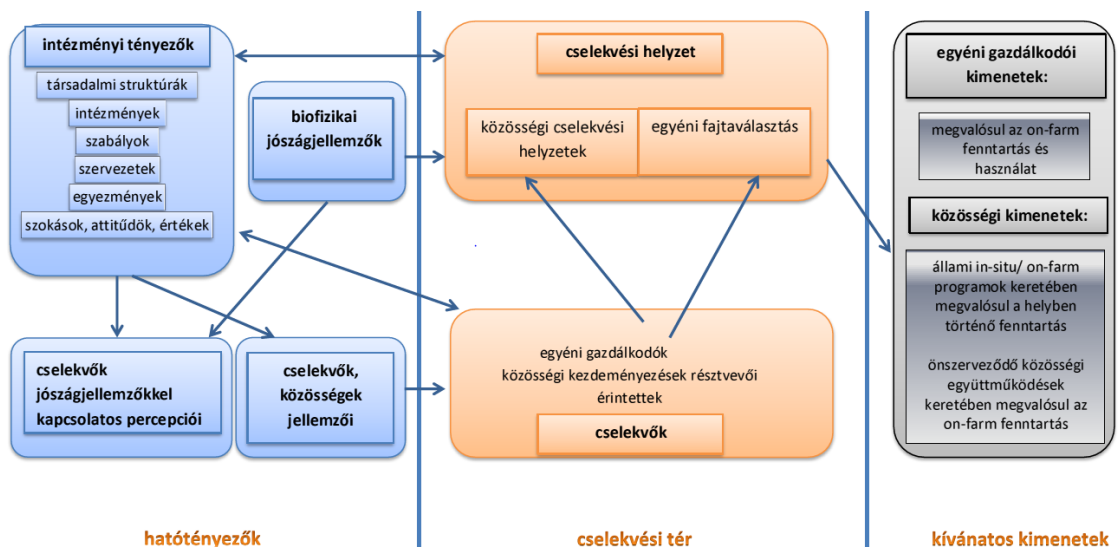 intézményi tényezők
társadalmi struktúrák
intézmények
szabályok
szervezetek
egyezmények
szokások, attitűdök, értékek
biofizikai
jószágjellemzők
cselekvők
jószágjellemzőkkel
kapcsolatos percepciói
cselekvők,
közösségek
jellemzői
hatótényezők
cselekvési helyzet
közösségi cselekvési
helyzetek
egyéni fajtaválasztás
egyéni gazdálkodók
közösségi kezdeményezések résztvevői
érintettek
cselekvők
cselekvési tér
egyéni gazdálkodói
kimenetek:
megvalósul az on-farm
fenntartás és
használat
közösségi kimenetek:
állami in-situ/ on-farm
programok keretében
megvalósul a helyben
történő fenntartás
önszerveződő közösségi
együttműködések
keretében megvalósul az
on-farm fenntartás
kívánatos kimenetek